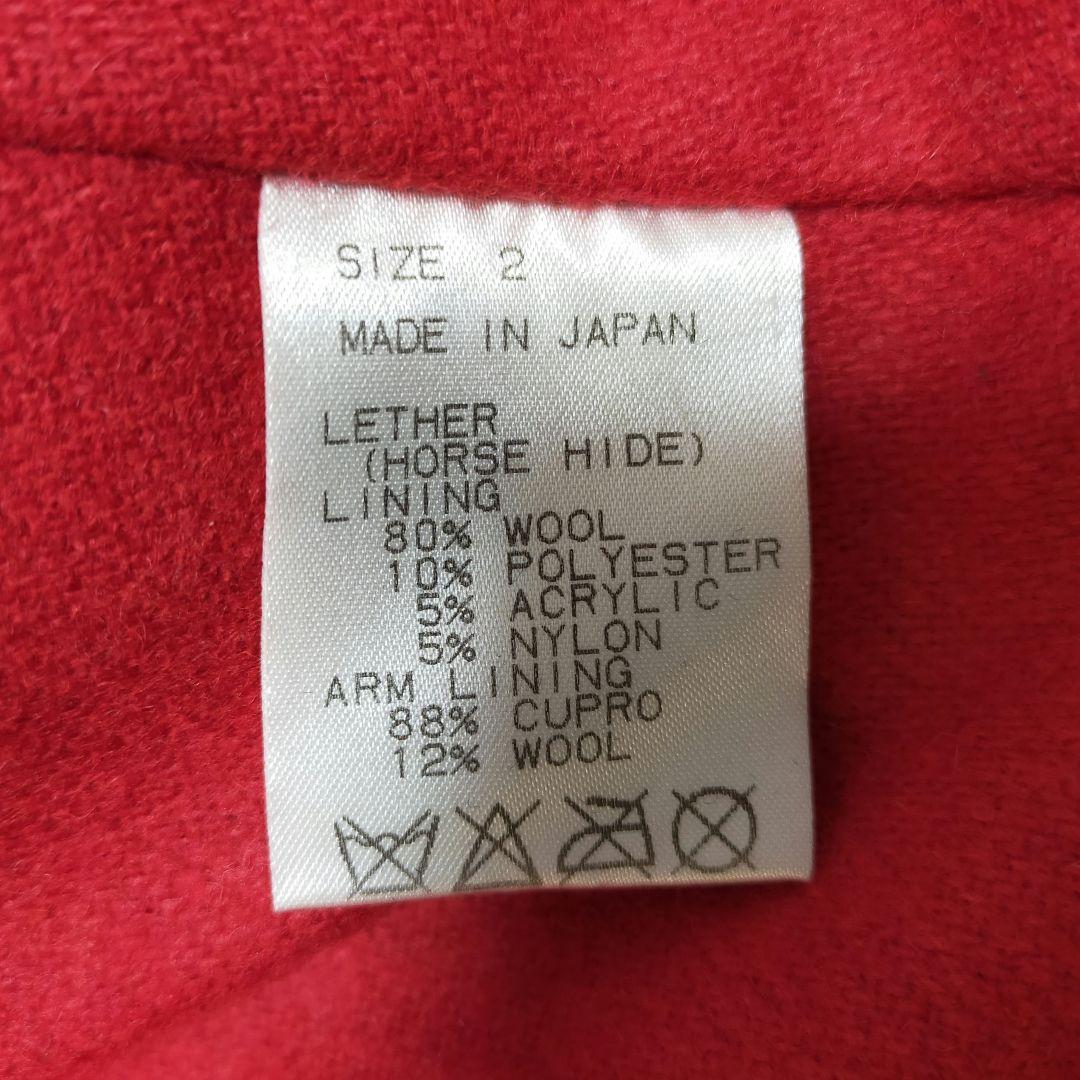 SIZE 2
MADE IN JAPAN
LETHER
(HORSE HIDE)
LINING
80% WOOL
10% POLYESTER
5% ACRYLIC
5% NYLON
ARM LINING
88% CUPRO
12% WOOL